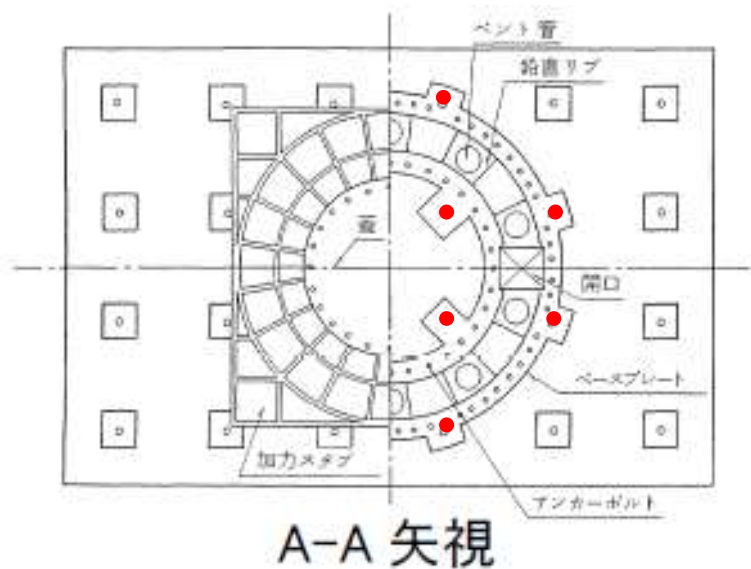 ベント管
鉛直リブ
蓋
開口
ベースプレート
加力スタブ
アンカーボルト
A-A 矢視